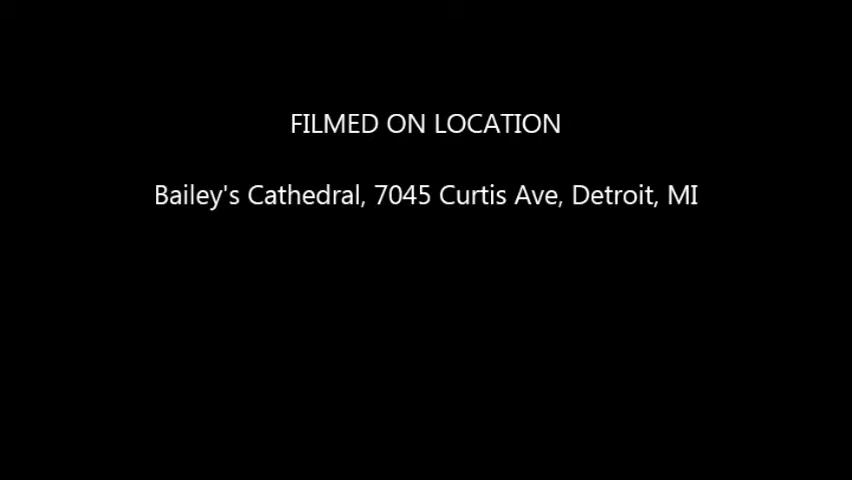 FILMED ON LOCATION
Bailey's Cathedral, 7045 Curtis Ave, Detroit, MI